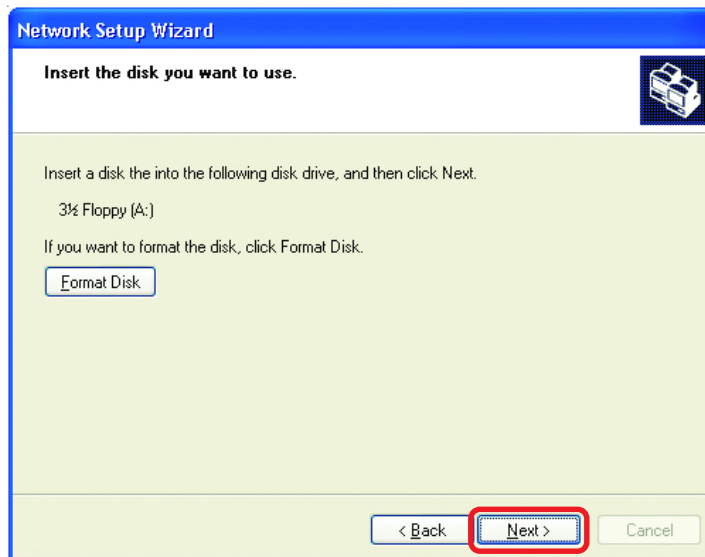 Network Setup Wizard
Insert the disk you want to use.
Insert a disk the into the following disk drive, and then click Next.
3½ Floppy (A:)
If you want to format the disk, click Format Disk.
Format Disk
< Back Next > Cancel